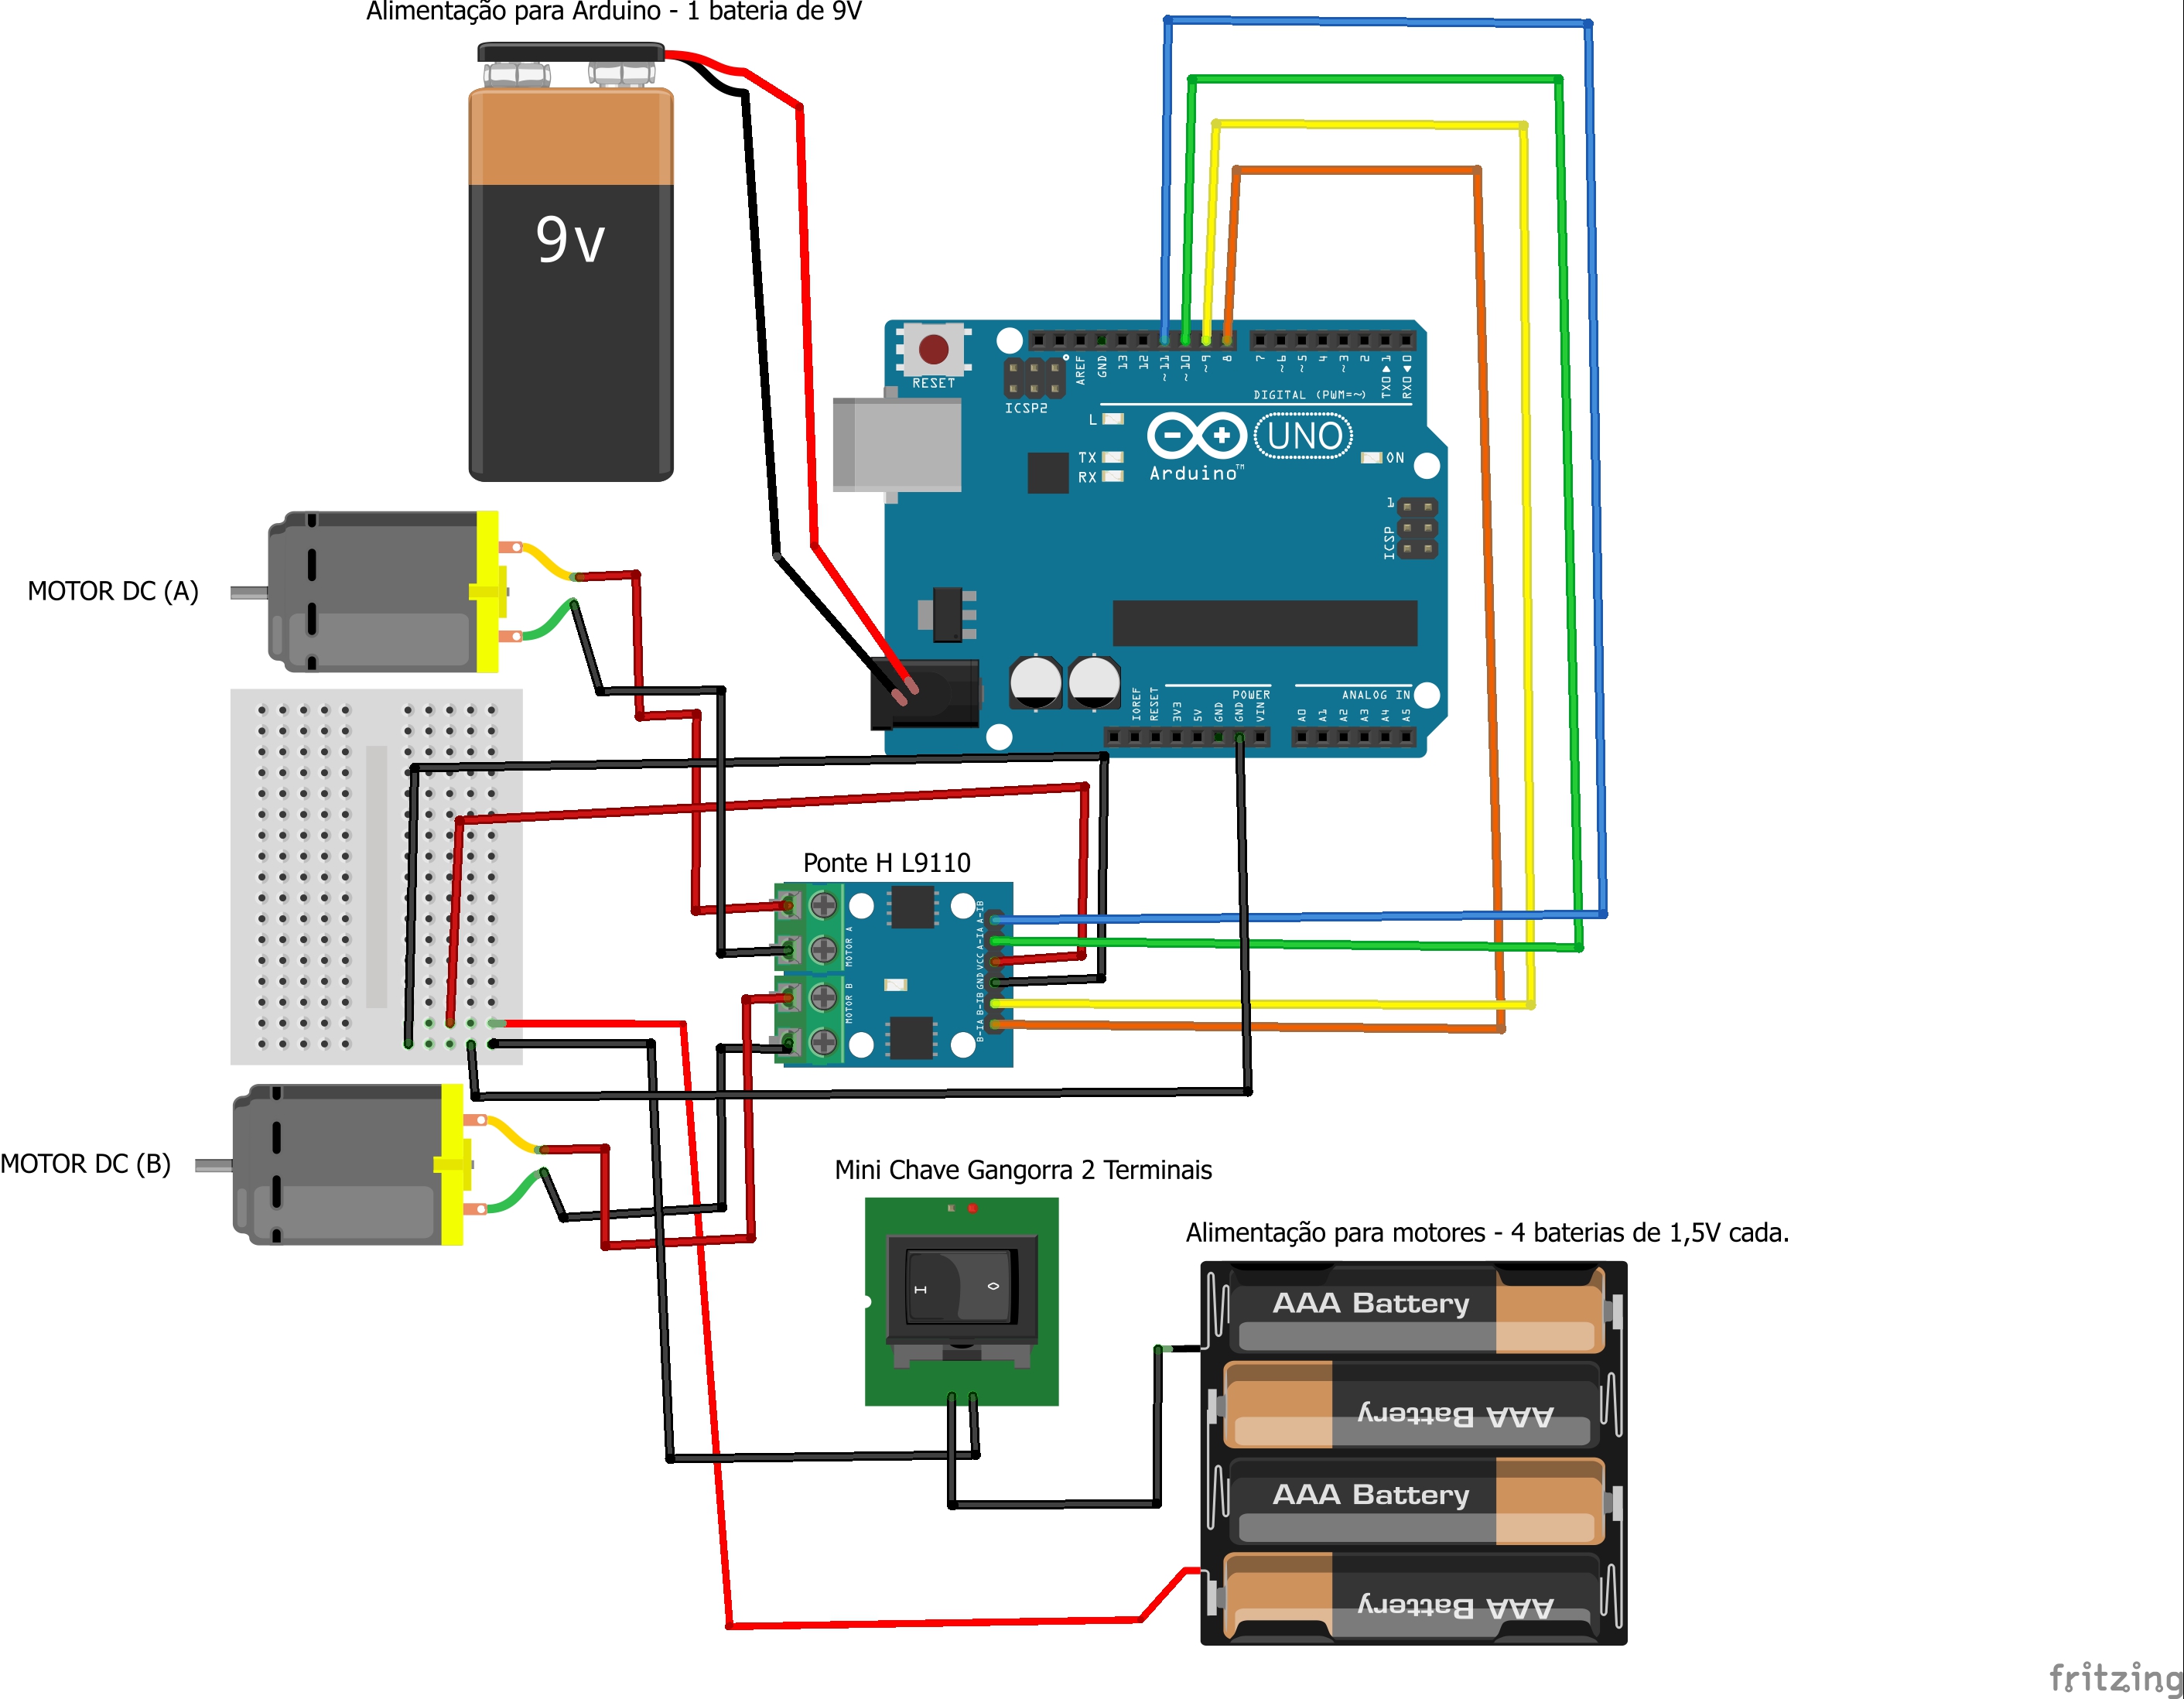 Alimentação para Arduino - 1 bateria de 9V
9v
RESET
ICSP2
AREF
GND
13
12
~11
~10
~9
8
7
~6
~5
4
~3
2
TX0▶1
RX0◀0
DIGITAL (PWM=~)
L
TX
RX
Arduino™
UNO
ON
ICSP
1
MOTOR DC (A)
IOREF
RESET
3V3
5V
GND
GND
VIN
POWER
ANALOG IN
A0
A1
A2
A3
A4
A5
Ponte H L9110
MOTOR A
MOTOR B
A-IB
A-IA
VCC
GND
B-IB
B-IA
MOTOR DC (B)
Mini Chave Gangorra 2 Terminais
I
O
Alimentação para motores - 4 baterias de 1,5V cada.
AAA Battery
AAA Battery
AAA Battery
AAA Battery
fritzing